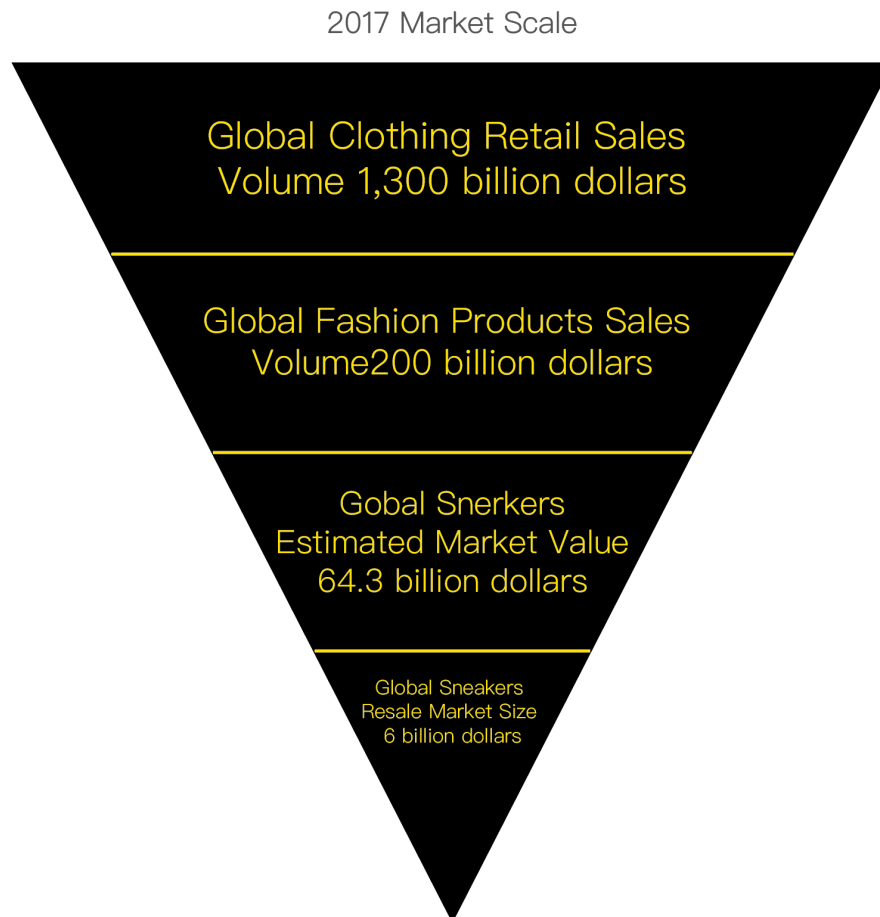 2017 Market Scale
Global Clothing Retail Sales
Volume 1,300 billion dollars
Global Fashion Products Sales
Volume200 billion dollars
Gobal Snerkers
Estimated Market Value
64.3 billion dollars
Global Sneakers
Resale Market Size
6 billion dollars